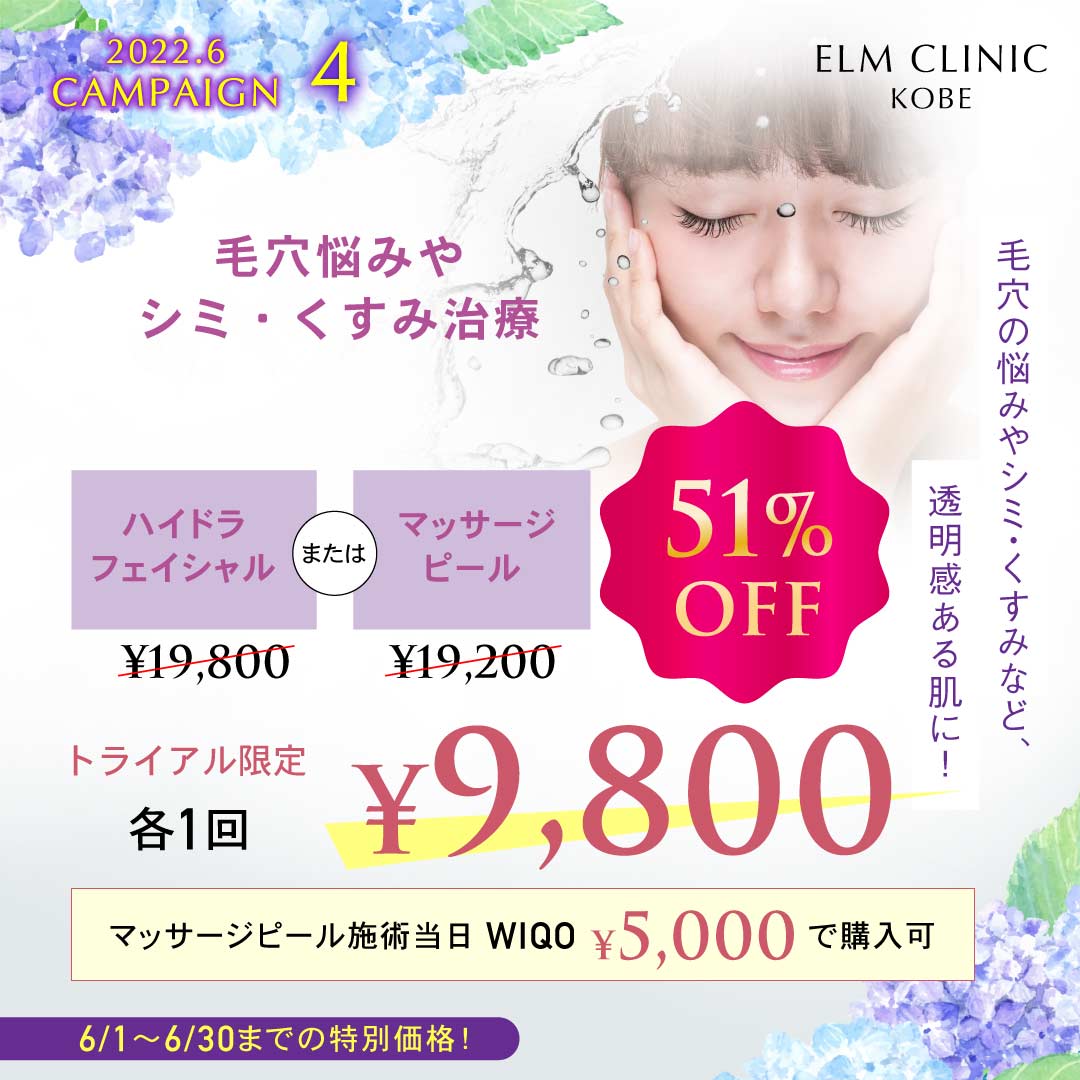 2022.6
CAMPAIGN 4
ELM CLINIC
KOBE
毛穴悩みや
シミ・くすみ治療
毛穴の悩みやシミ・くすみなど、
透明感ある肌に！
ハイドラ
フェイシャル
または
マッサージ
ピール
51%
OFF
¥19,800
¥19,200
トライアル限定
各1回
¥9,800
マッサージピール施術当日 WIQO ¥5,000 で購入可
6/1〜6/30までの特別価格！